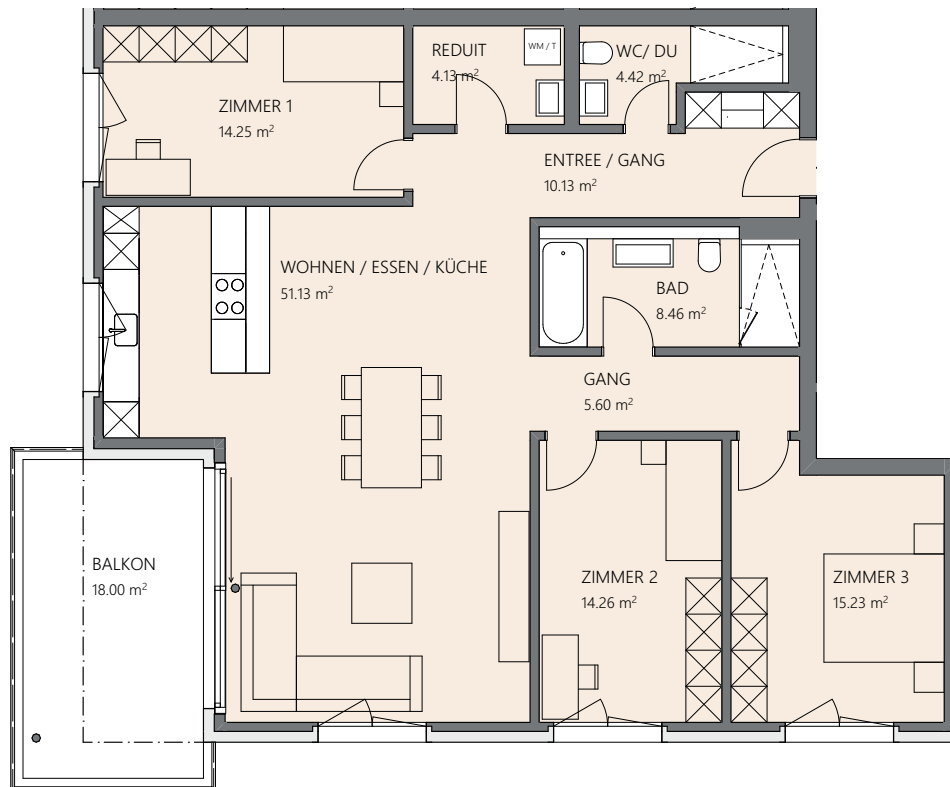 REDUIT
4.13 m²
WM / T
WC/ DU
4.42 m²
ZIMMER 1
14.25 m²
ENTREE / GANG
10.13 m²
WOHNEN / ESSEN / KÜCHE
51.13 m²
BAD
8.46 m²
GANG
5.60 m²
BALKON
18.00 m²
ZIMMER 2
14.26 m²
ZIMMER 3
15.23 m²